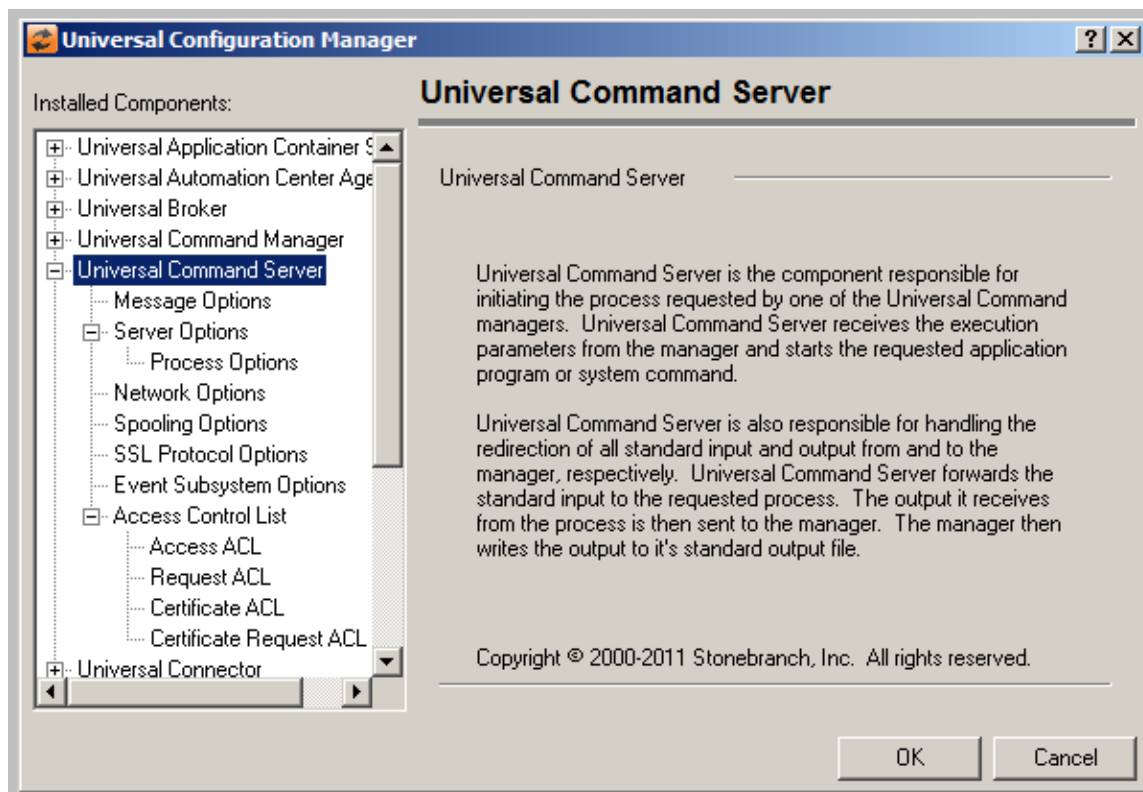 Universal Configuration Manager
Installed Components:
Universal Application Container S
Universal Automation Center Age
Universal Broker
Universal Command Manager
Universal Command Server
Message Options
Server Options
Process Options
Network Options
Spooling Options
SSL Protocol Options
Event Subsystem Options
Access Control List
Access ACL
Request ACL
Certificate ACL
Certificate Request ACL
Universal Connector
Universal Command Server
Universal Command Server
Universal Command Server is the component responsible for
initiating the process requested by one of the Universal Command
managers.  Universal Command Server receives the execution
parameters from the manager and starts the requested application
program or system command.
Universal Command Server is also responsible for handling the
redirection of all standard input and output from and to the
manager, respectively.  Universal Command Server forwards the
standard input to the requested process.  The output it receives
from the process is then sent to the manager.  The manager then
writes the output to it's standard output file.
Copyright © 2000-2011 Stonebranch, Inc.  All rights reserved.
OK
Cancel